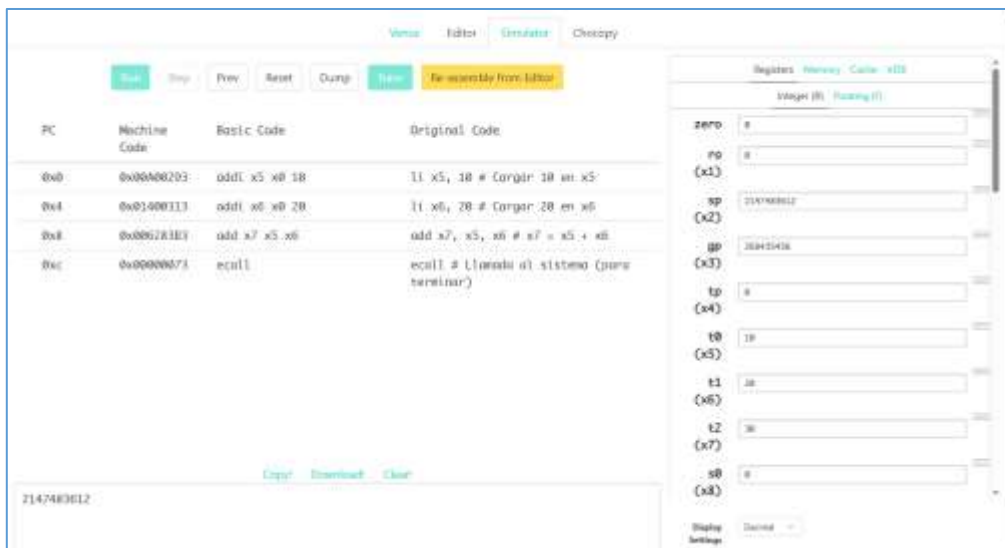 Venus Editor Simulator Chocopy
Run Step Prev Reset Dump Trace Re-assemble from Editor
Registers Memory Cache VDB
Integer (R) Floating (F)
PC Machine Code Basic Code Original Code
0x0 0x00A00293 addi x5 x0 10 li x5, 10 # Cargar 10 en x5
0x4 0x01400313 addi x6 x0 20 li x6, 20 # Cargar 20 en x6
0x8 0x006283B3 add x7 x5 x6 add x7, x5, x6 # x7 = x5 + x6
0xc 0x00000073 ecall ecall # Llamada al sistema (para
terminar)
zero 0
ra (x1) 0
sp (x2) 2147483612
gp (x3) 268435456
tp (x4) 0
t0 (x5) 10
t1 (x6) 20
t2 (x7) 30
s0 (x8) 0
Copy! Download! Clear!
2147483612
Display Settings Decimal